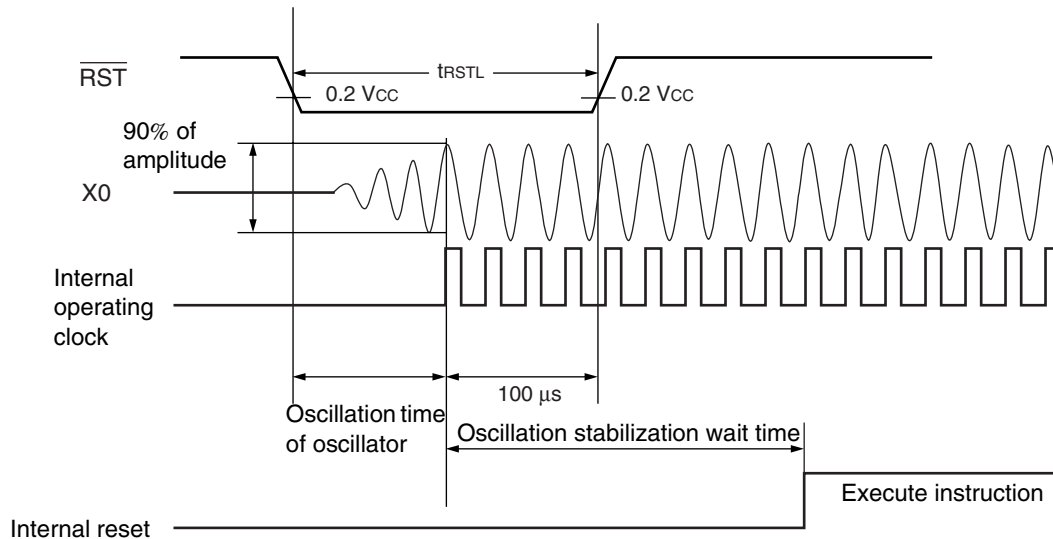 RST
tRSTL
0.2 VCC
0.2 VCC
90% of
amplitude
X0
Internal
operating
clock
100 μs
Oscillation time
of oscillator
Oscillation stabilization wait time
Execute instruction
Internal reset